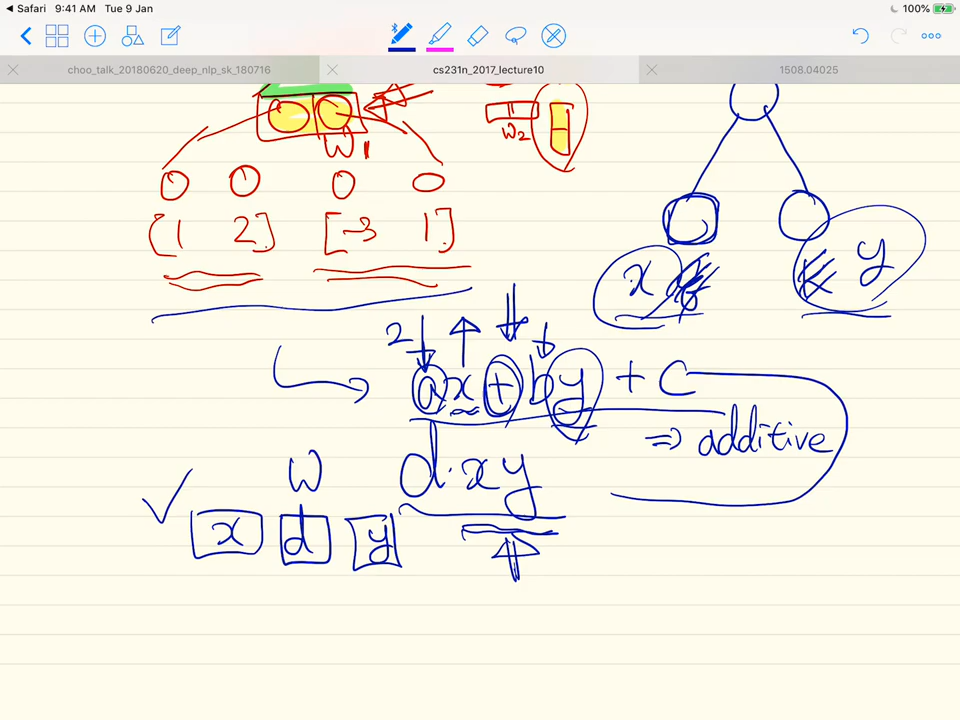 Safari 9:41 AM Tue 9 Jan 100%
choo_talk_20180620_deep_nlp_sk_180716 cs231n_2017_lecture10 1508.04025
W1
W2
[1 2] [-3 1]
x y
2
ax + by + C
⇒ additive
W
d·xy
x d y